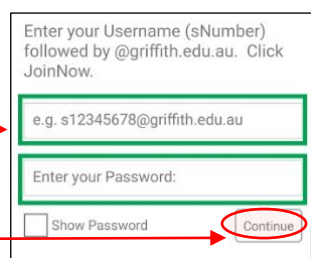 Enter your Username (sNumber)
followed by @griffith.edu.au. Click
JoinNow.
e.g. s12345678@griffith.edu.au
Enter your Password:
Show Password
Continue